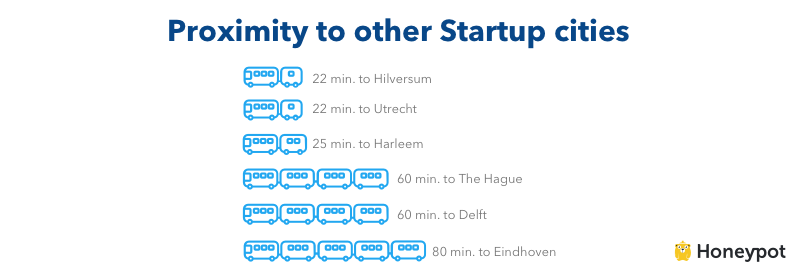 Proximity to other Startup cities
22 min. to Hilversum
22 min. to Utrecht
25 min. to Harleem
60 min. to The Hague
60 min. to Delft
80 min. to Eindhoven
Honeypot